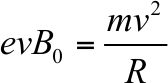 evB₀ = mv²/R